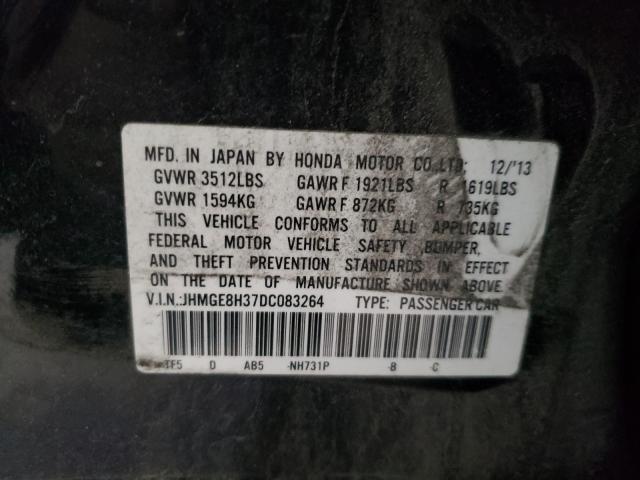 MFD. IN JAPAN BY HONDA MOTOR CO.,LTD; 12/'13
GVWR 3512LBS GAWR F 1921LBS R 1619LBS
GVWR 1594KG GAWR F 872KG R 735KG
THIS VEHICLE CONFORMS TO ALL APPLICABLE
FEDERAL MOTOR VEHICLE SAFETY ,BUMPER,
AND THEFT PREVENTION STANDARDS IN EFFECT
ON THE DATE OF MANUFACTURE SHOWN ABOVE.
V.I.N.:JHMGE8H37DC083264 TYPE: PASSENGER CAR
TF5 D AB5 -NH731P -B -C